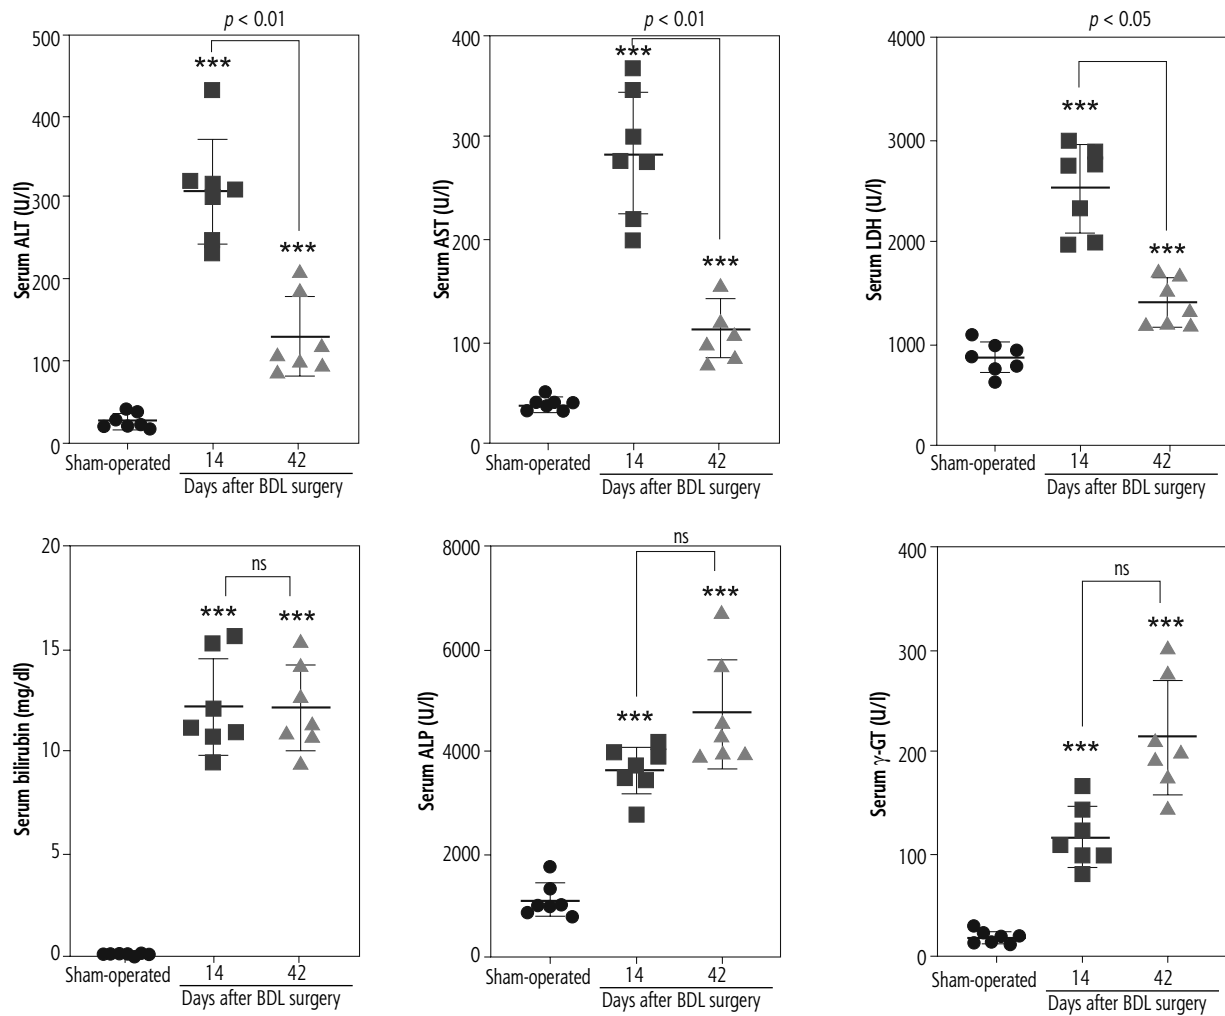 p < 0.01
500
400
300
200
100
0
Serum ALT (U/l)
***
***
Sham-operated
14
42
Days after BDL surgery
p < 0.01
400
300
200
100
0
Serum AST (U/l)
***
***
Sham-operated
14
42
Days after BDL surgery
p < 0.05
4000
3000
2000
1000
0
Serum LDH (U/l)
***
***
Sham-operated
14
42
Days after BDL surgery
20
15
10
5
0
Serum bilirubin (mg/dl)
ns
***
***
Sham-operated
14
42
Days after BDL surgery
8000
6000
4000
2000
0
Serum ALP (U/l)
ns
***
***
Sham-operated
14
42
Days after BDL surgery
400
300
200
100
0
Serum γ-GT (U/l)
ns
***
***
Sham-operated
14
42
Days after BDL surgery